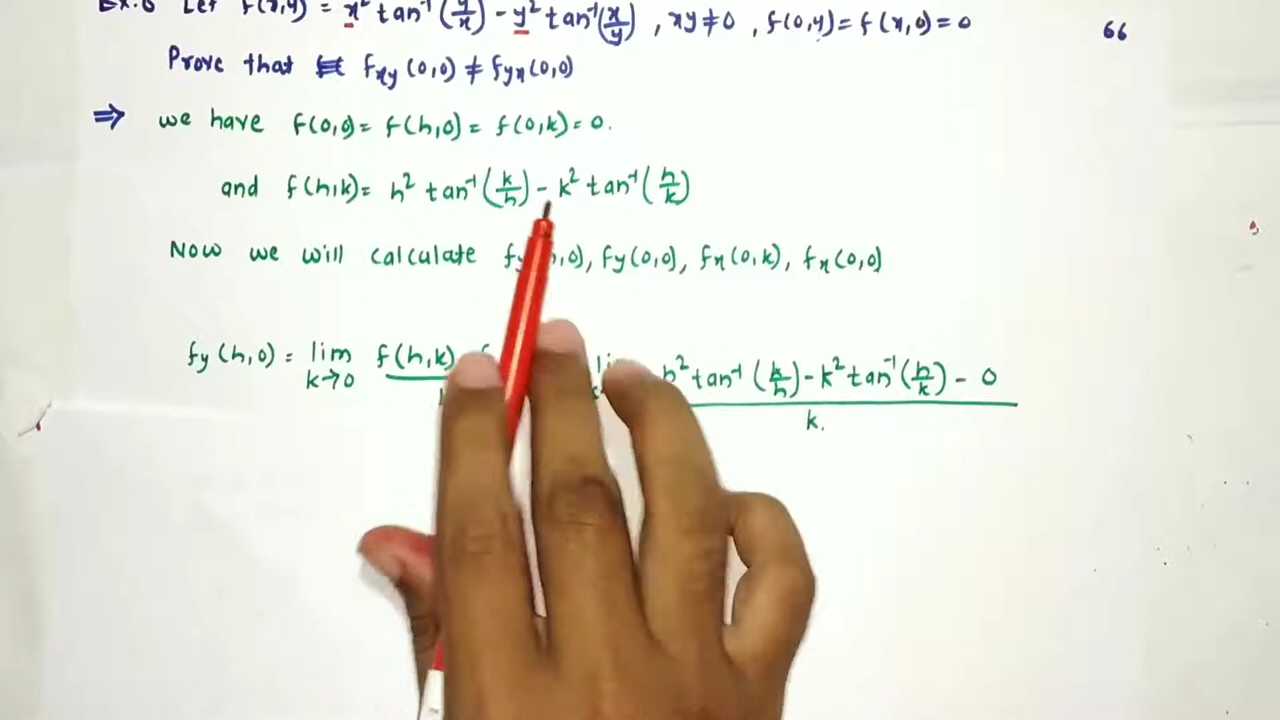 Let f(x,y) = x² tan⁻¹(y/x) - y² tan⁻¹(x/y), xy≠0, f(0,y)=f(x,0)=0
66
Prove that fxy(0,0) ≠ fyx(0,0)
⇒ we have f(0,0)= f(h,0)= f(0,k)=0.
and f(h,k)= h² tan⁻¹(k/h) - k² tan⁻¹(h/k)
Now we will calculate fy 0), fy(0,0), fx(0,k), fx(0,0)
fy(h,0) = lim k→0 f(h,k) h² tan⁻¹(k/h) - k² tan⁻¹(h/k) - 0
k.